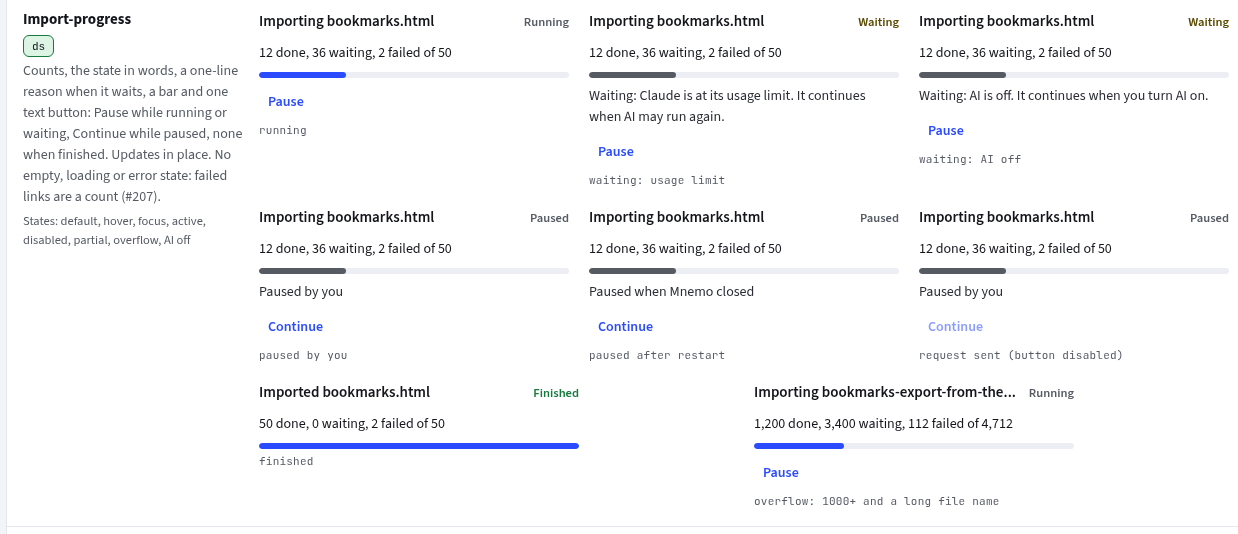 Import-progress
ds
Counts, the state in words, a one-line
reason when it waits, a bar and one
text button: Pause while running or
waiting, Continue while paused, none
when finished. Updates in place. No
empty, loading or error state: failed
links are a count (#207).
States: default, hover, focus, active,
disabled, partial, overflow, AI off
Importing bookmarks.html Running
12 done, 36 waiting, 2 failed of 50
Pause
running
Importing bookmarks.html Waiting
12 done, 36 waiting, 2 failed of 50
Waiting: Claude is at its usage limit. It continues
when AI may run again.
Pause
waiting: usage limit
Importing bookmarks.html Waiting
12 done, 36 waiting, 2 failed of 50
Waiting: AI is off. It continues when you turn AI on.
Pause
waiting: AI off
Importing bookmarks.html Paused
12 done, 36 waiting, 2 failed of 50
Paused by you
Continue
paused by you
Importing bookmarks.html Paused
12 done, 36 waiting, 2 failed of 50
Paused when Mnemo closed
Continue
paused after restart
Importing bookmarks.html Paused
12 done, 36 waiting, 2 failed of 50
Paused by you
Continue
request sent (button disabled)
Imported bookmarks.html Finished
50 done, 0 waiting, 2 failed of 50
finished
Importing bookmarks-export-from-the... Running
1,200 done, 3,400 waiting, 112 failed of 4,712
Pause
overflow: 1000+ and a long file name